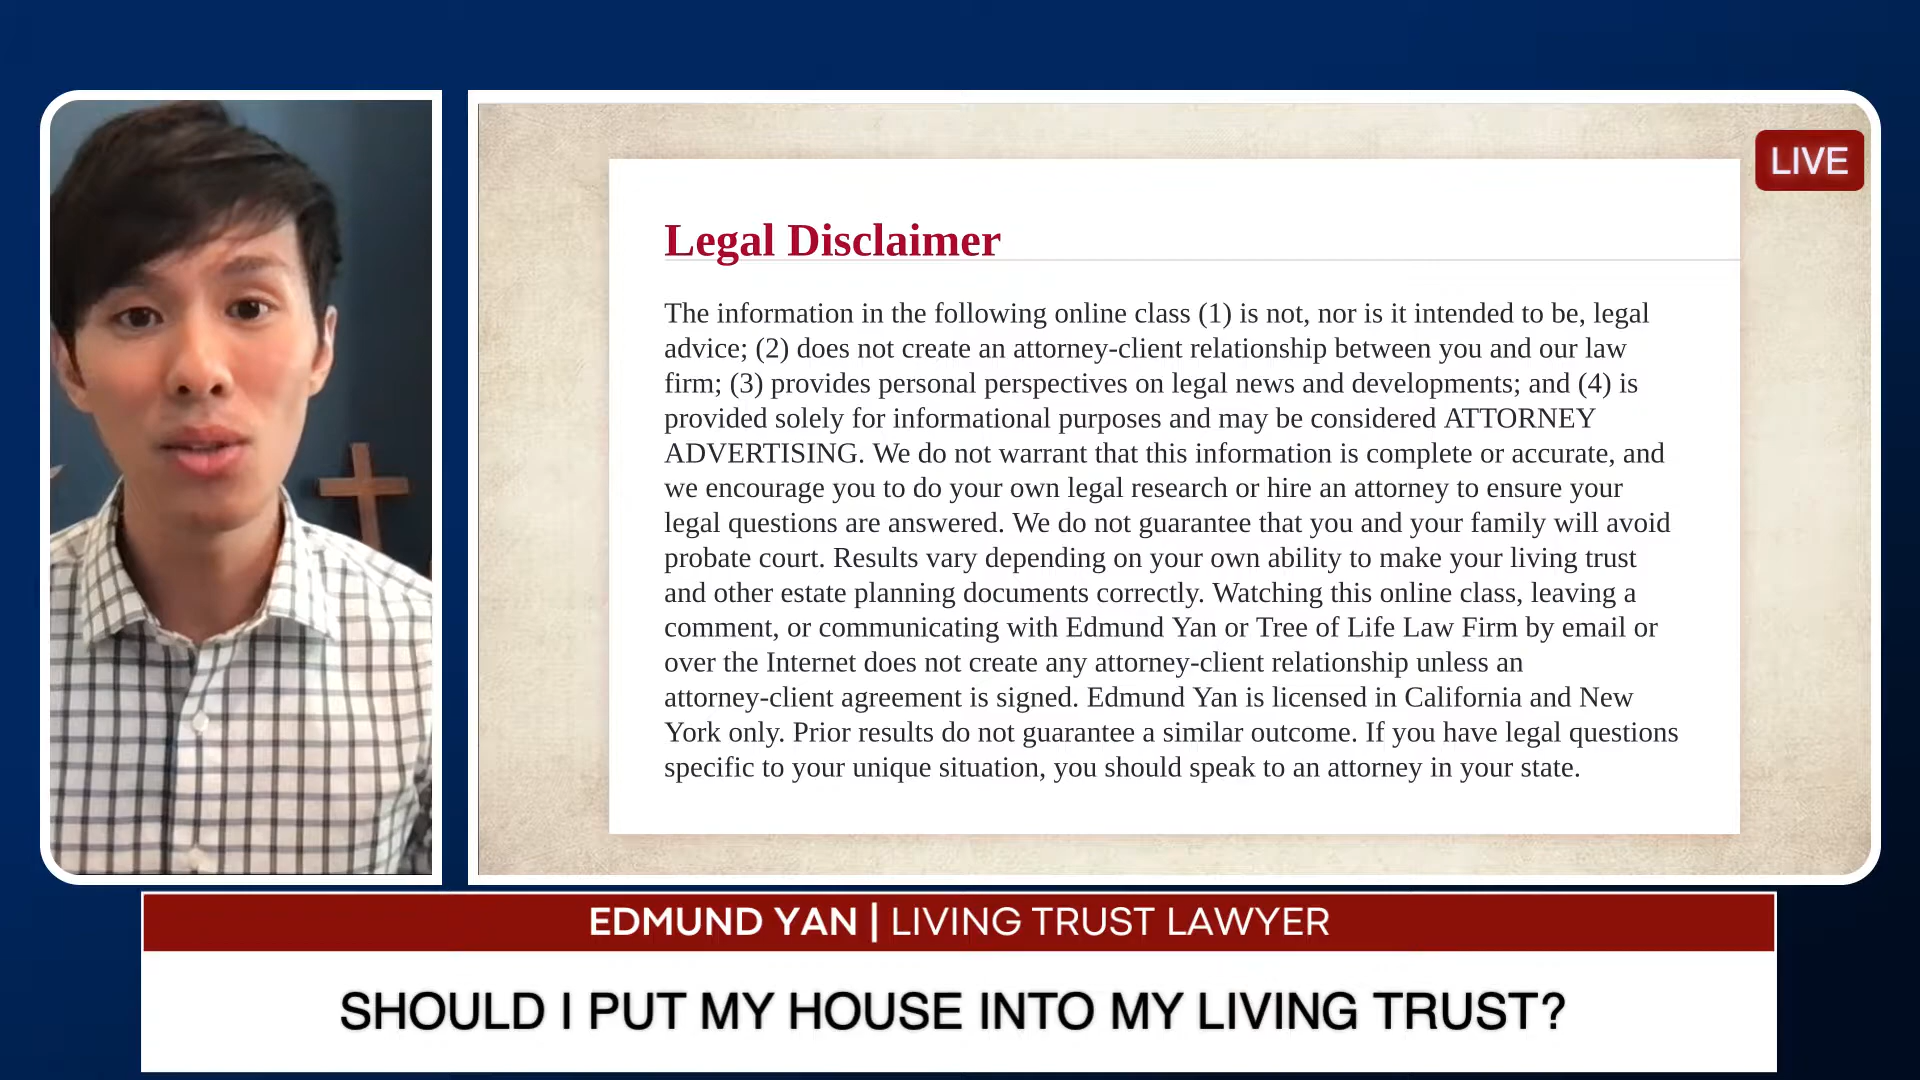 LIVE
Legal Disclaimer
The information in the following online class (1) is not, nor is it intended to be, legal
advice; (2) does not create an attorney-client relationship between you and our law
firm; (3) provides personal perspectives on legal news and developments; and (4) is
provided solely for informational purposes and may be considered ATTORNEY
ADVERTISING. We do not warrant that this information is complete or accurate, and
we encourage you to do your own legal research or hire an attorney to ensure your
legal questions are answered. We do not guarantee that you and your family will avoid
probate court. Results vary depending on your own ability to make your living trust
and other estate planning documents correctly. Watching this online class, leaving a
comment, or communicating with Edmund Yan or Tree of Life Law Firm by email or
over the Internet does not create any attorney-client relationship unless an
attorney-client agreement is signed. Edmund Yan is licensed in California and New
York only. Prior results do not guarantee a similar outcome. If you have legal questions
specific to your unique situation, you should speak to an attorney in your state.
EDMUND YAN | LIVING TRUST LAWYER
SHOULD I PUT MY HOUSE INTO MY LIVING TRUST?